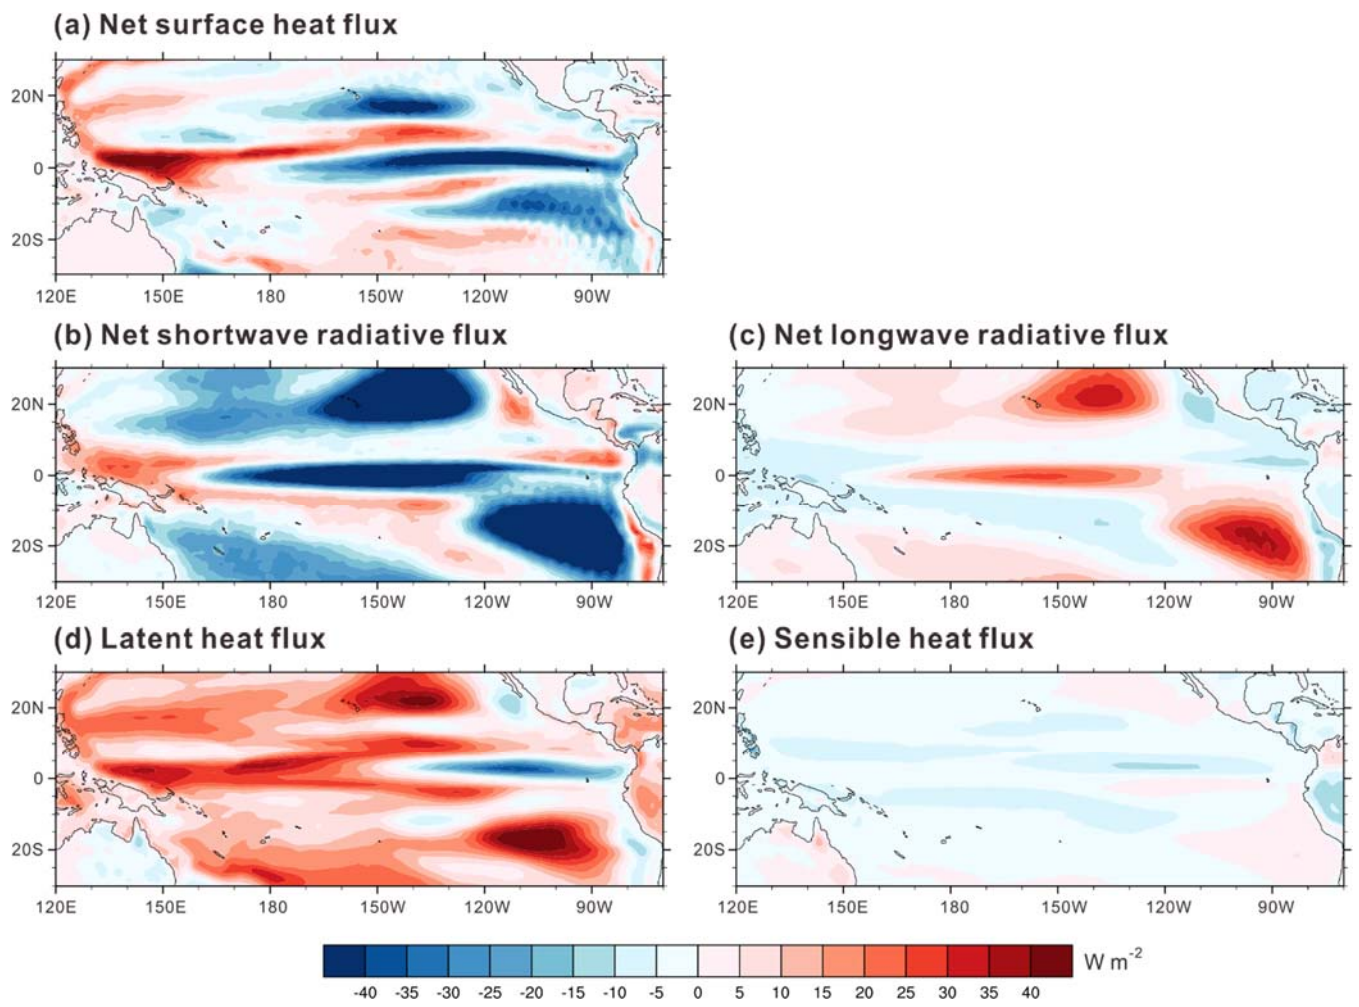 (a) Net surface heat flux
20N
0
20S
120E 150E 180 150W 120W 90W
(b) Net shortwave radiative flux
(c) Net longwave radiative flux
20N
0
20S
20N
0
20S
120E 150E 180 150W 120W 90W
120E 150E 180 150W 120W 90W
(d) Latent heat flux
(e) Sensible heat flux
20N
0
20S
20N
0
20S
120E 150E 180 150W 120W 90W
120E 150E 180 150W 120W 90W
W m-2
-40 -35 -30 -25 -20 -15 -10 -5 0 5 10 15 20 25 30 35 40